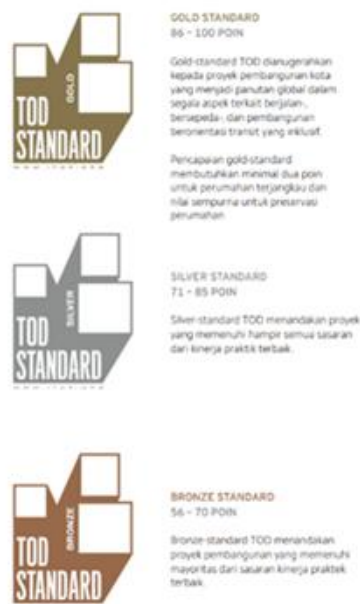 GOLD STANDARD
86 – 100 POIN
Gold-standard TOD dianugerahkan
kepada proyek pembangunan kota
yang menjadi panutan global dalam
segala aspek terkait berjalan-,
bersepeda-, dan pembangunan
berorientasi transit yang inklusif.
Pencapaian gold-standard
membutuhkan minimal dua poin
untuk perumahan terjangkau dan
nilai sempurna untuk preservasi
perumahan
GOLD
TOD
STANDARD
SILVER STANDARD
71 – 85 POIN
Silver-standard TOD menandakan proyek
yang memenuhi hampir semua sasaran
dari kinerja praktik terbaik.
SILVER
TOD
STANDARD
BRONZE STANDARD
56 – 70 POIN
Bronze-standard TOD menandakan
proyek pembangunan yang memenuhi
mayoritas dari sasaran kinerja praktek
terbaik
BRONZE
TOD
STANDARD